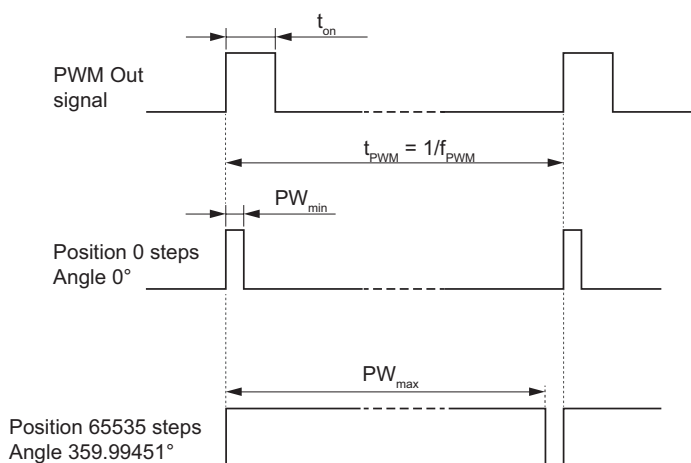 t_on
PWM Out
signal
t_PWM = 1/f_PWM
PW_min
Position 0 steps
Angle 0°
PW_max
Position 65535 steps
Angle 359.99451°